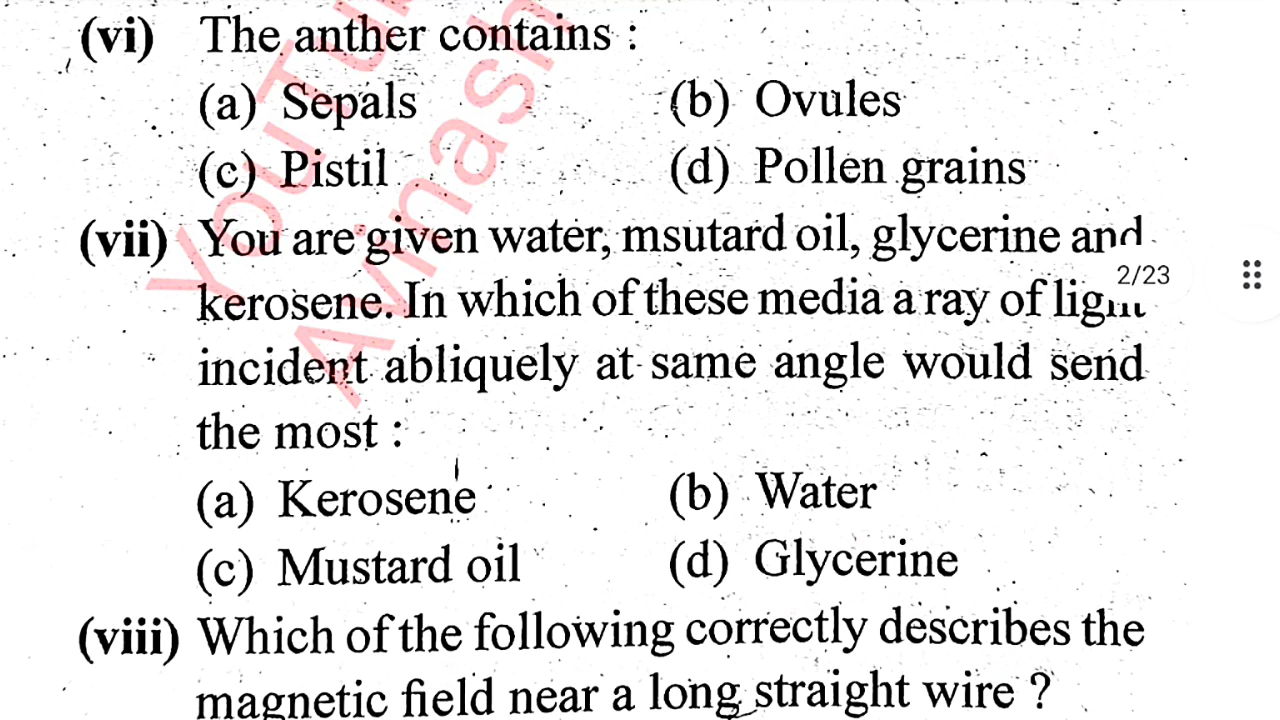 (vi) The anther contains :
(a) Sepals (b) Ovules
(c) Pistil (d) Pollen grains
(vii) You are given water, msutard oil, glycerine and
2/23
kerosene. In which of these media a ray of light
incident abliquely at same angle would send
the most :
(a) Kerosene (b) Water
(c) Mustard oil (d) Glycerine
(viii) Which of the following correctly describes the
magnetic field near a long straight wire ?
YouTu
Avinash